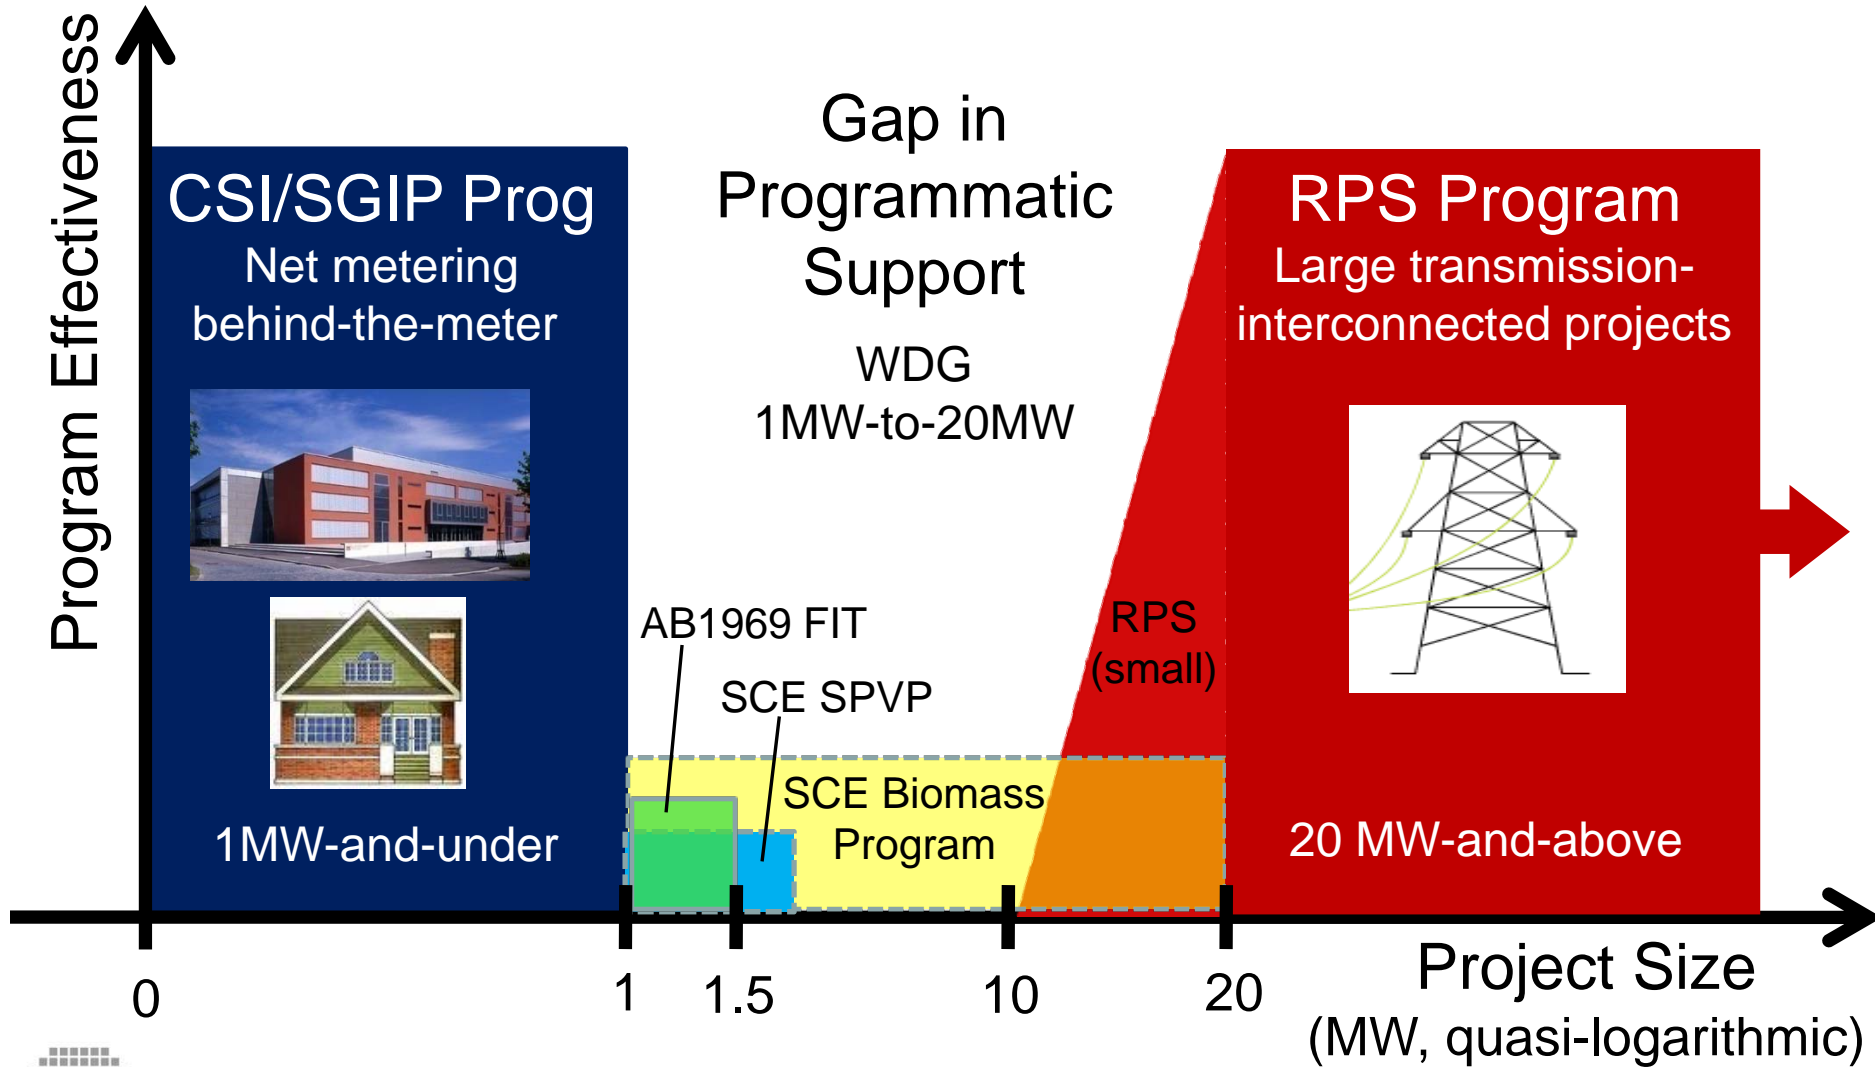 Program Effectiveness
CSI/SGIP Prog
Net metering
behind-the-meter
1MW-and-under
Gap in
Programmatic
Support
WDG
1MW-to-20MW
AB1969 FIT
SCE SPVP
SCE Biomass
Program
RPS
(small)
RPS Program
Large transmission-
interconnected projects
20 MW-and-above
0
1
1.5
10
20
Project Size
(MW, quasi-logarithmic)